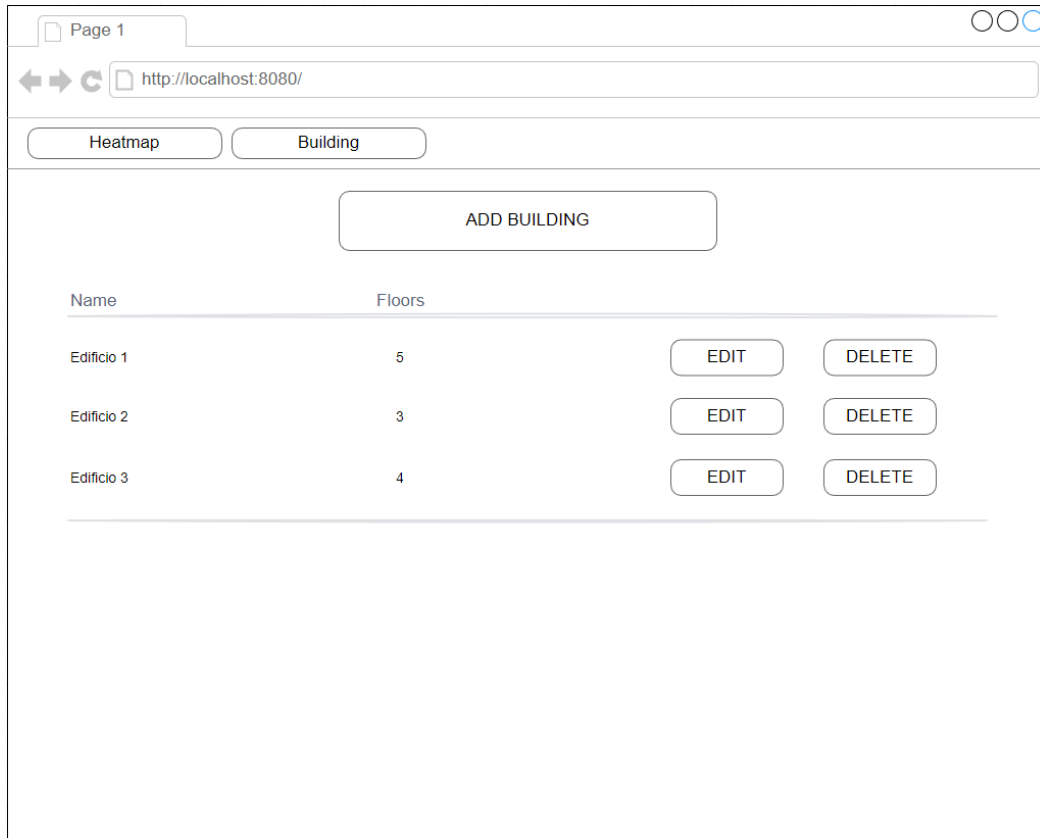 Page 1
http://localhost:8080/
Heatmap Building
ADD BUILDING
Name Floors
Edificio 1 5 EDIT DELETE
Edificio 2 3 EDIT DELETE
Edificio 3 4 EDIT DELETE